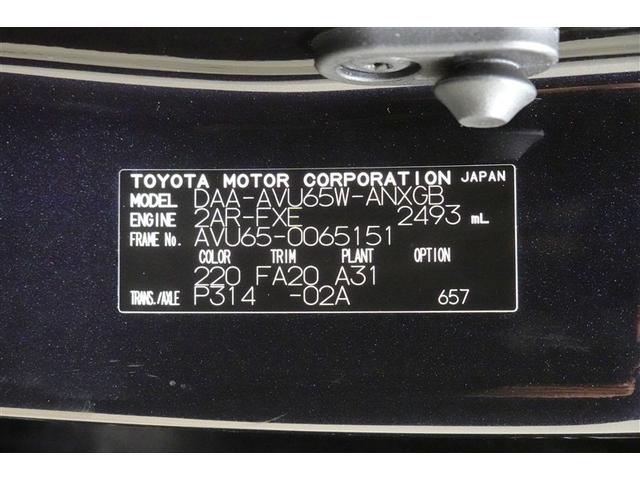 TOYOTA MOTOR CORPORATION JAPAN
MODEL DAA-AVU65W-ANXGB
ENGINE 2AR-FXE 2493 mL
FRAME No. AVU65-0065151
COLOR TRIM PLANT OPTION
220 FA20 A31
TRANS./AXLE P314 -02A 657